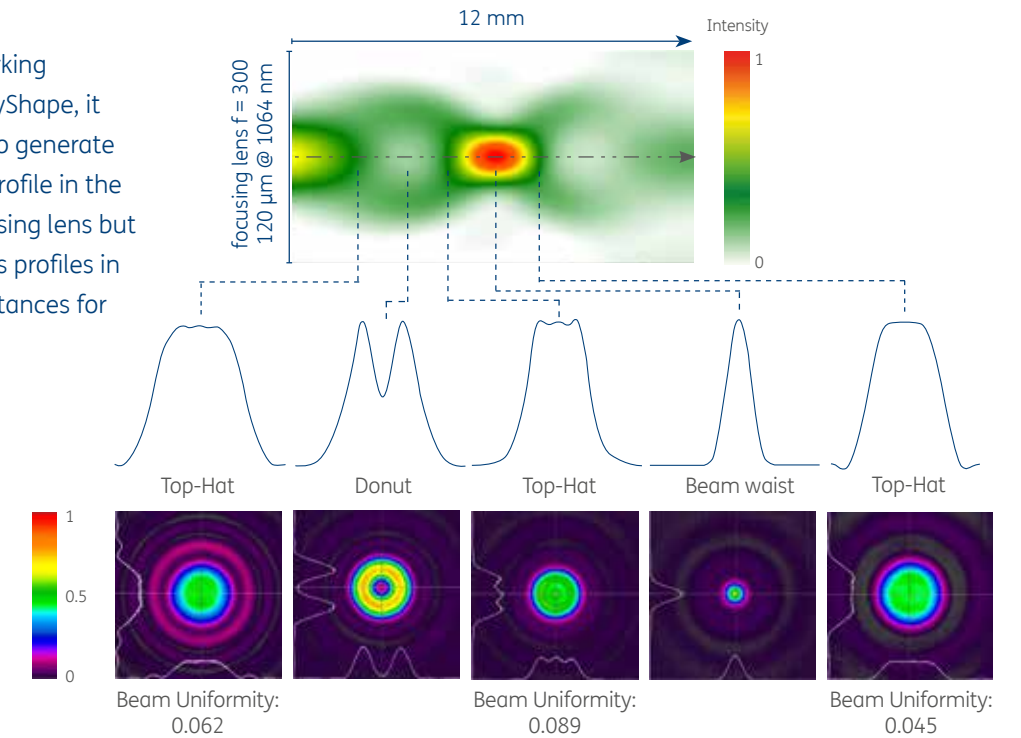 king
yShape, it
o generate
rofile in the
sing lens but
s profiles in
tances for
12 mm
focusing lens f = 300
120 µm @ 1064 nm
Intensity
1
0
Top-Hat
Donut
Top-Hat
Beam waist
Top-Hat
1
0.5
0
Beam Uniformity:
0.062
Beam Uniformity:
0.089
Beam Uniformity:
0.045